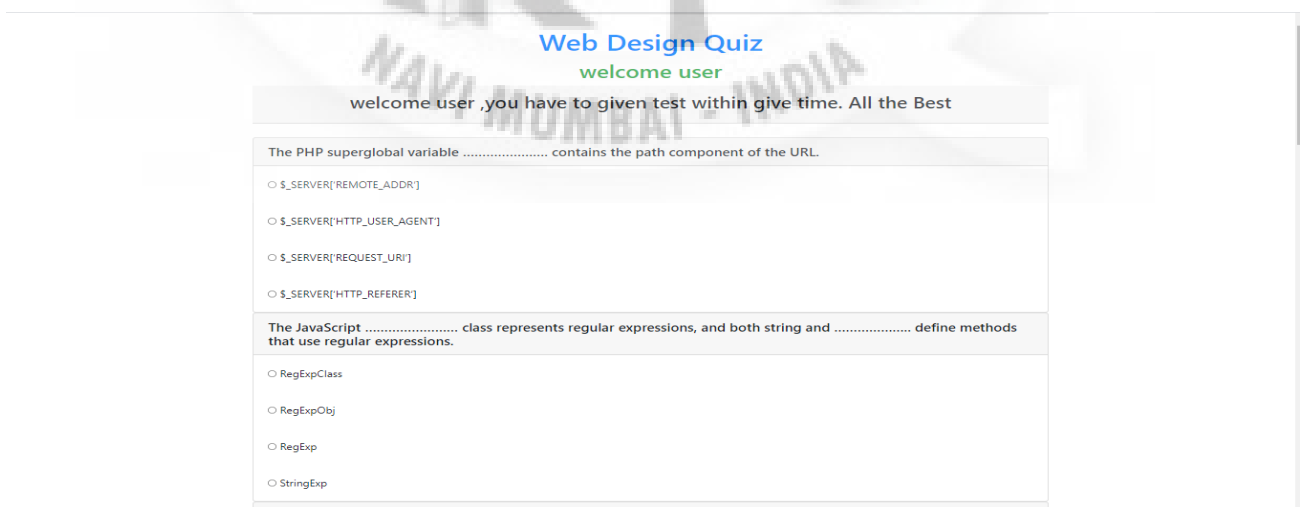 NAVI MUMBAI - INDIA
Web Design Quiz
welcome user
welcome user ,you have to given test within give time. All the Best
The PHP superglobal variable ...................... contains the path component of the URL.
$_SERVER['REMOTE_ADDR']
$_SERVER['HTTP_USER_AGENT']
$_SERVER['REQUEST_URI']
$_SERVER['HTTP_REFERER']
The JavaScript ........................ class represents regular expressions, and both string and .................... define methods
that use regular expressions.
RegExpClass
RegExpObj
RegExp
StringExp